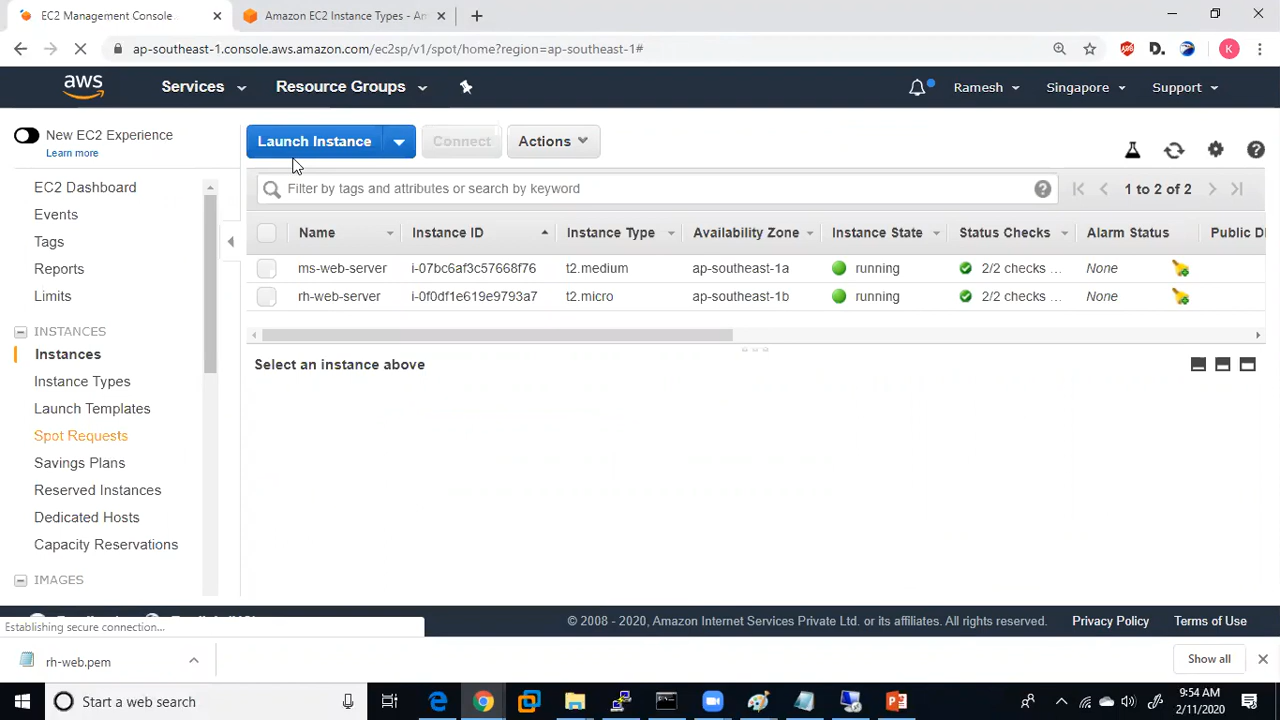 EC2 Management Console
Amazon EC2 Instance Types - Am
ap-southeast-1.console.aws.amazon.com/ec2sp/v1/spot/home?region=ap-southeast-1#
ABP
D.
K
aws
Services
Resource Groups
Ramesh
Singapore
Support
New EC2 Experience
Learn more
Launch Instance
Connect
Actions
EC2 Dashboard
Events
Tags
Reports
Limits
INSTANCES
Instances
Instance Types
Launch Templates
Spot Requests
Savings Plans
Reserved Instances
Dedicated Hosts
Capacity Reservations
IMAGES
Filter by tags and attributes or search by keyword
1 to 2 of 2
Name Instance ID Instance Type Availability Zone Instance State Status Checks Alarm Status Public D
ms-web-server i-07bc6af3c57668f76 t2.medium ap-southeast-1a running 2/2 checks ... None
rh-web-server i-0f0df1e619e9793a7 t2.micro ap-southeast-1b running 2/2 checks ... None
Select an instance above
© 2008 - 2020, Amazon Internet Services Private Ltd. or its affiliates. All rights reserved.
Privacy Policy
Terms of Use
Establishing secure connection...
rh-web.pem
Show all
Start a web search
9:54 AM
2/11/2020